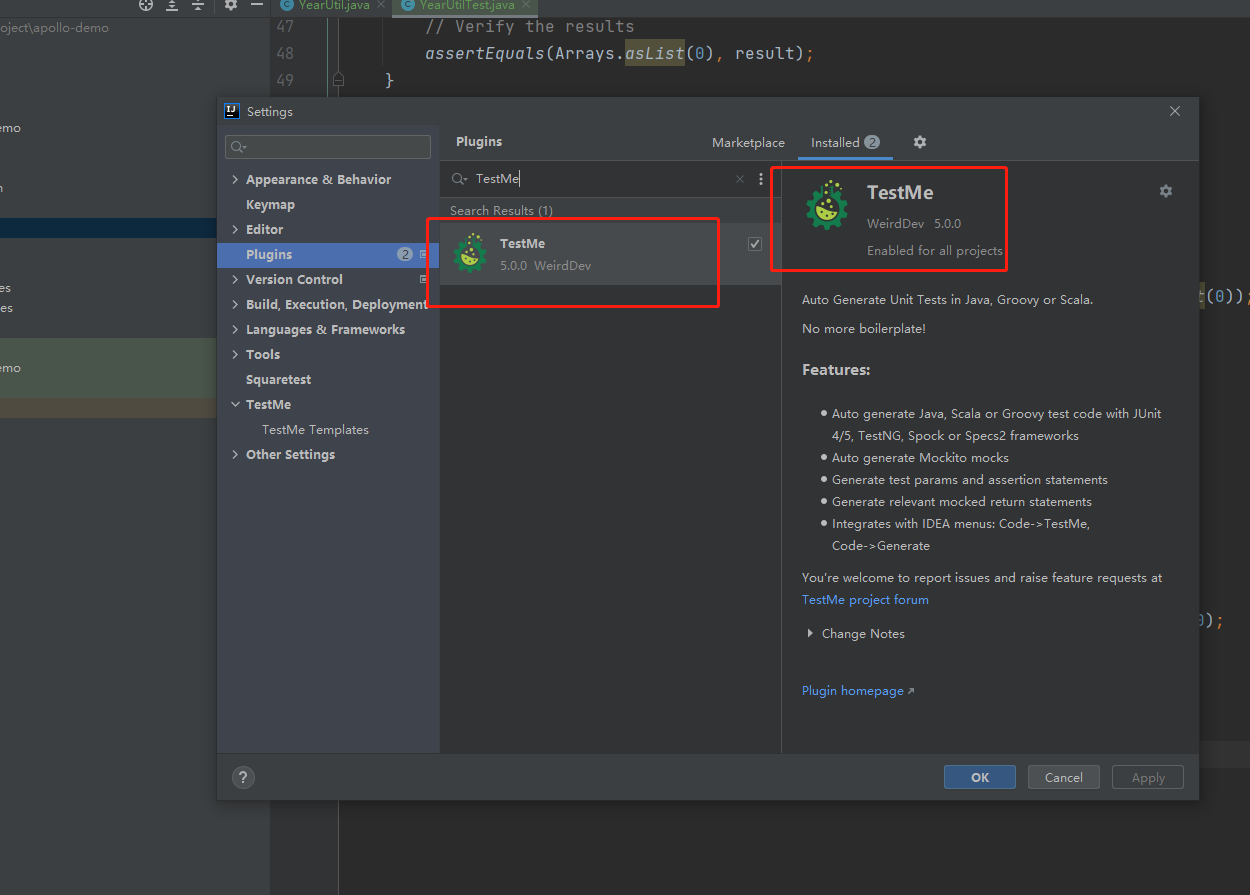 YearUtil.java
YearUtilTest.java
oject\apollo-demo
47 // Verify the results
48 assertEquals(Arrays.asList(0), result);
49 }
emo
n
es
es
emo
IJ
Settings
Appearance & Behavior
Keymap
Editor
Plugins 2
Version Control
Build, Execution, Deployment
Languages & Frameworks
Tools
Squaretest
TestMe
TestMe Templates
Other Settings
Plugins
Marketplace
Installed 2
TestMe
Search Results (1)
TestMe
5.0.0 WeirdDev
TestMe
WeirdDev 5.0.0
Enabled for all projects
Auto Generate Unit Tests in Java, Groovy or Scala.
No more boilerplate!
Features:
Auto generate Java, Scala or Groovy test code with JUnit
4/5, TestNG, Spock or Specs2 frameworks
Auto generate Mockito mocks
Generate test params and assertion statements
Generate relevant mocked return statements
Integrates with IDEA menus: Code->TestMe,
Code->Generate
You're welcome to report issues and raise feature requests at
TestMe project forum
Change Notes
Plugin homepage
t(0));
0);
?
OK
Cancel
Apply